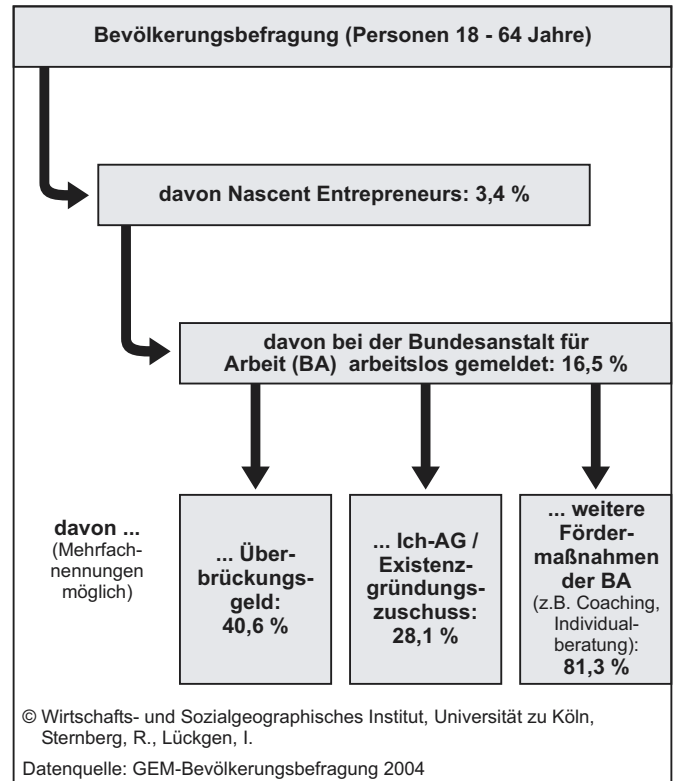 Bevölkerungsbefragung (Personen 18 - 64 Jahre)
davon Nascent Entrepreneurs: 3,4 %
davon bei der Bundesanstalt für
Arbeit (BA) arbeitslos gemeldet: 16,5 %
davon ...
(Mehrfach-
nennungen
möglich)
... Über-
brückungs-
geld:
40,6 %
... Ich-AG /
Existenz-
gründungs-
zuschuss:
28,1 %
... weitere
Förder-
maßnahmen
der BA
(z.B. Coaching,
Individual-
beratung):
81,3 %
© Wirtschafts- und Sozialgeographisches Institut, Universität zu Köln,
Sternberg, R., Lückgen, I.
Datenquelle: GEM-Bevölkerungsbefragung 2004